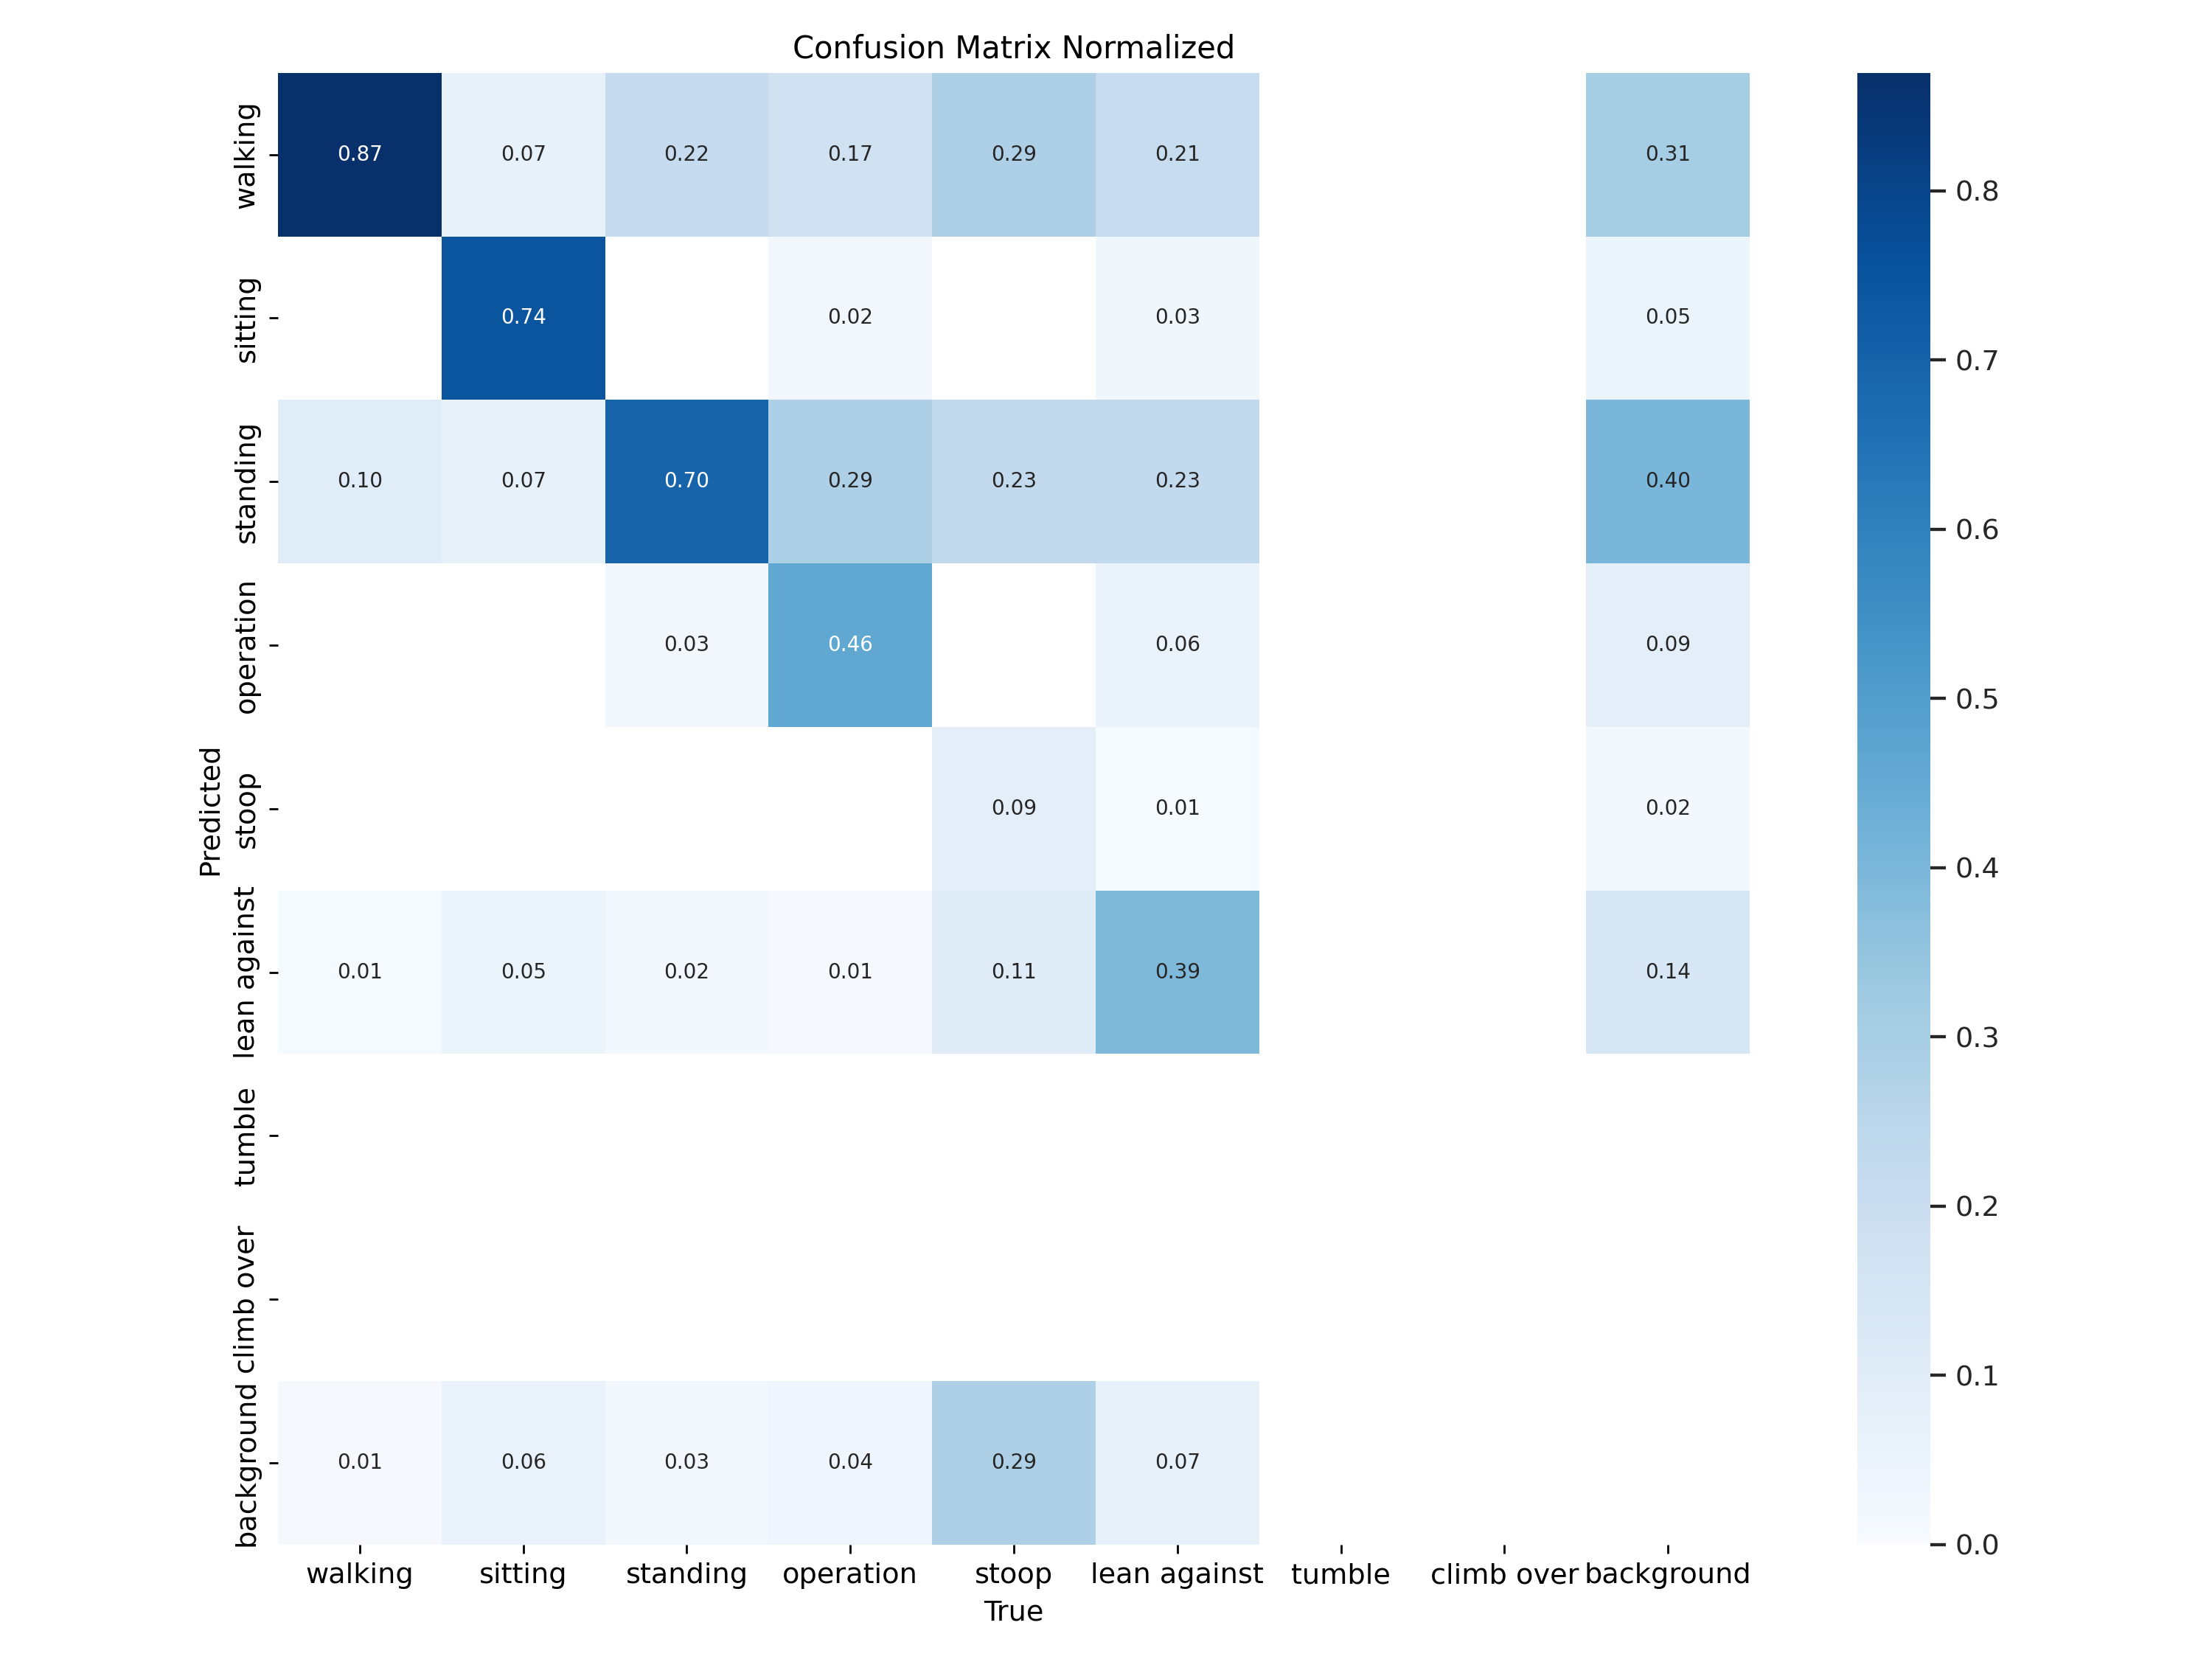 Confusion Matrix Normalized
walking 0.87 0.07 0.22 0.17 0.29 0.21 0.31
sitting 0.74 0.02 0.03 0.05
standing 0.10 0.07 0.70 0.29 0.23 0.23 0.40
operation 0.03 0.46 0.06 0.09
stoop 0.09 0.01 0.02
lean against 0.01 0.05 0.02 0.01 0.11 0.39 0.14
tumble
climb over
background 0.01 0.06 0.03 0.04 0.29 0.07
Predicted
walking sitting standing operation stoop lean against tumble climb over background
True
0.8
0.7
0.6
0.5
0.4
0.3
0.2
0.1
0.0